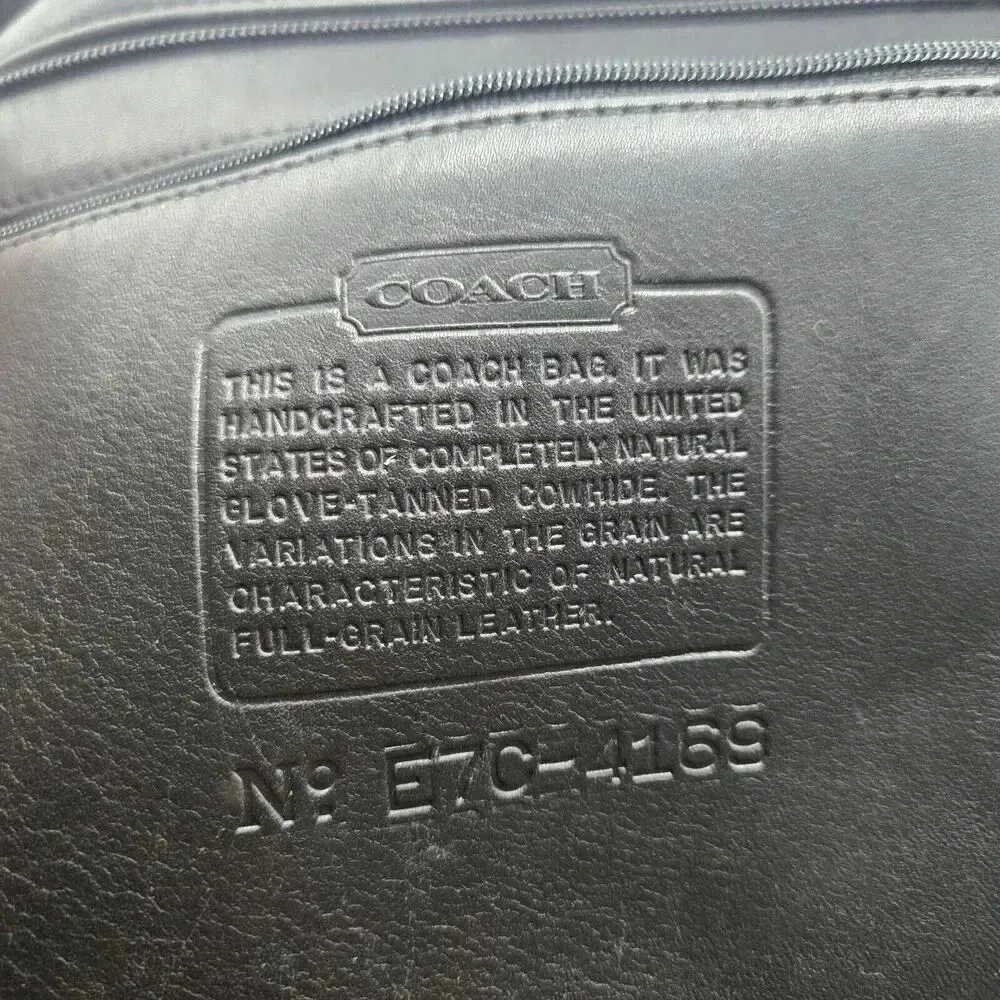 COACH
THIS IS A COACH BAG. IT WAS
HANDCRAFTED IN THE UNITED
STATES OF COMPLETELY NATURAL
GLOVE-TANNED COWHIDE. THE
VARIATIONS IN THE GRAIN ARE
CHARACTERISTIC OF NATURAL
FULL-GRAIN LEATHER.
Nº E7C-4169